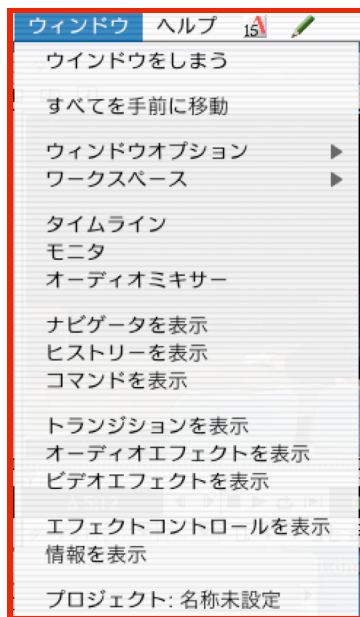 ウィンドウ ヘルプ 15
ウインドウをしまう
すべてを手前に移動
ウィンドウオプション
ワークスペース
タイムライン
モニタ
オーディオミキサー
ナビゲータを表示
ヒストリーを表示
コマンドを表示
トランジションを表示
オーディオエフェクトを表示
ビデオエフェクトを表示
エフェクトコントロールを表示
情報を表示
プロジェクト: 名称未設定